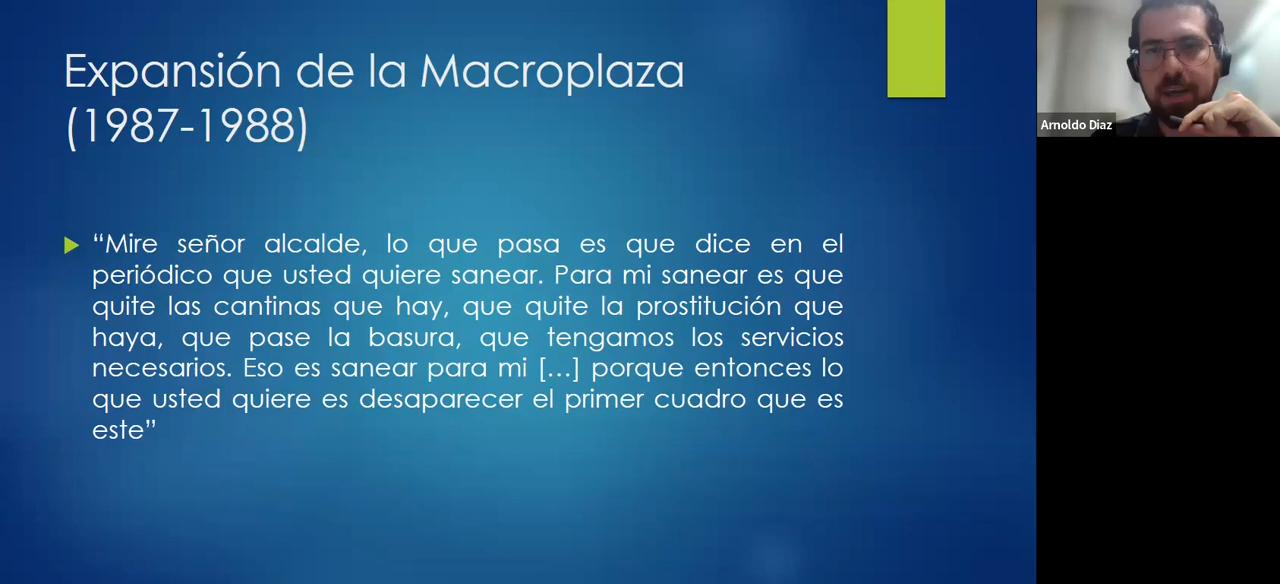 Expansión de la Macroplaza
(1987-1988)
“Mire señor alcalde, lo que pasa es que dice en el
periódico que usted quiere sanear. Para mi sanear es que
quite las cantinas que hay, que quite la prostitución que
haya, que pase la basura, que tengamos los servicios
necesarios. Eso es sanear para mi […] porque entonces lo
que usted quiere es desaparecer el primer cuadro que es
este”
Arnoldo Diaz